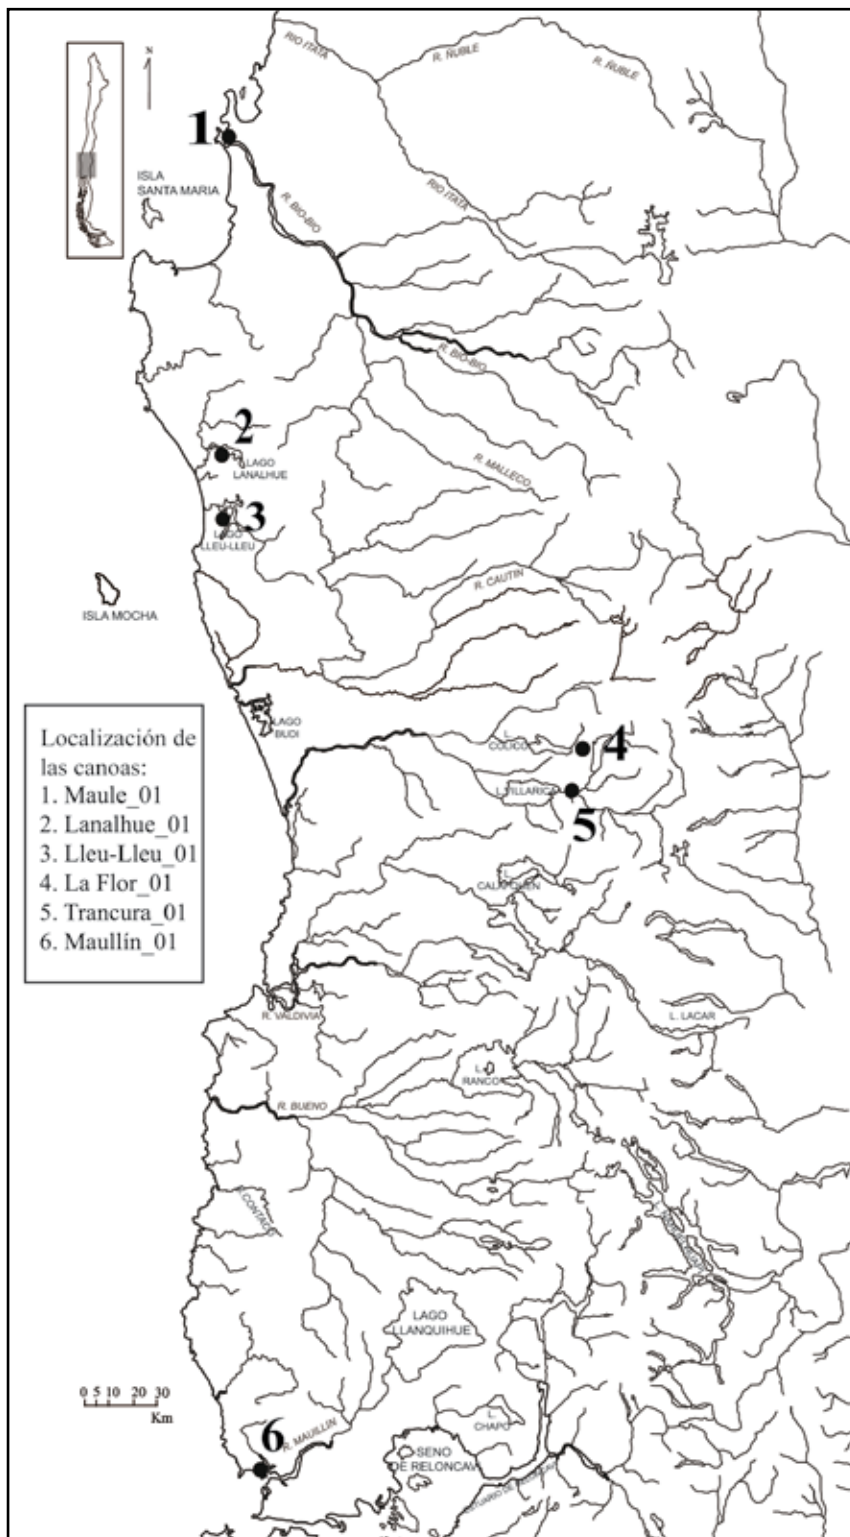 N
RIO ITATA
R. ÑUBLE
R. ÑUBLE
1
ISLA
SANTA MARIA
RIO ITATA
R. BIO-BIO
R. BIO-BIO
2
LAGO
LANALHUE
R. MALLECO
3
LAGO
LLEU-LLEU
R. CAUTIN
ISLA MOCHA
LAGO
BUDI
L.
COLICO
4
L. VILLARICA
5
Localización de
las canoas:
1. Maule_01
2. Lanalhue_01
3. Lleu-Lleu_01
4. La Flor_01
5. Trancura_01
6. Maullín_01
L.
CALAFQUEN
R. VALDIVIA
L. LACAR
L.
RANCO
R. BUENO
LAGO
LLANQUIHUE
0 5 10 20 30
Km
6
R. MAULLIN
L.
CHAPO
SENO
DE RELONCAVI